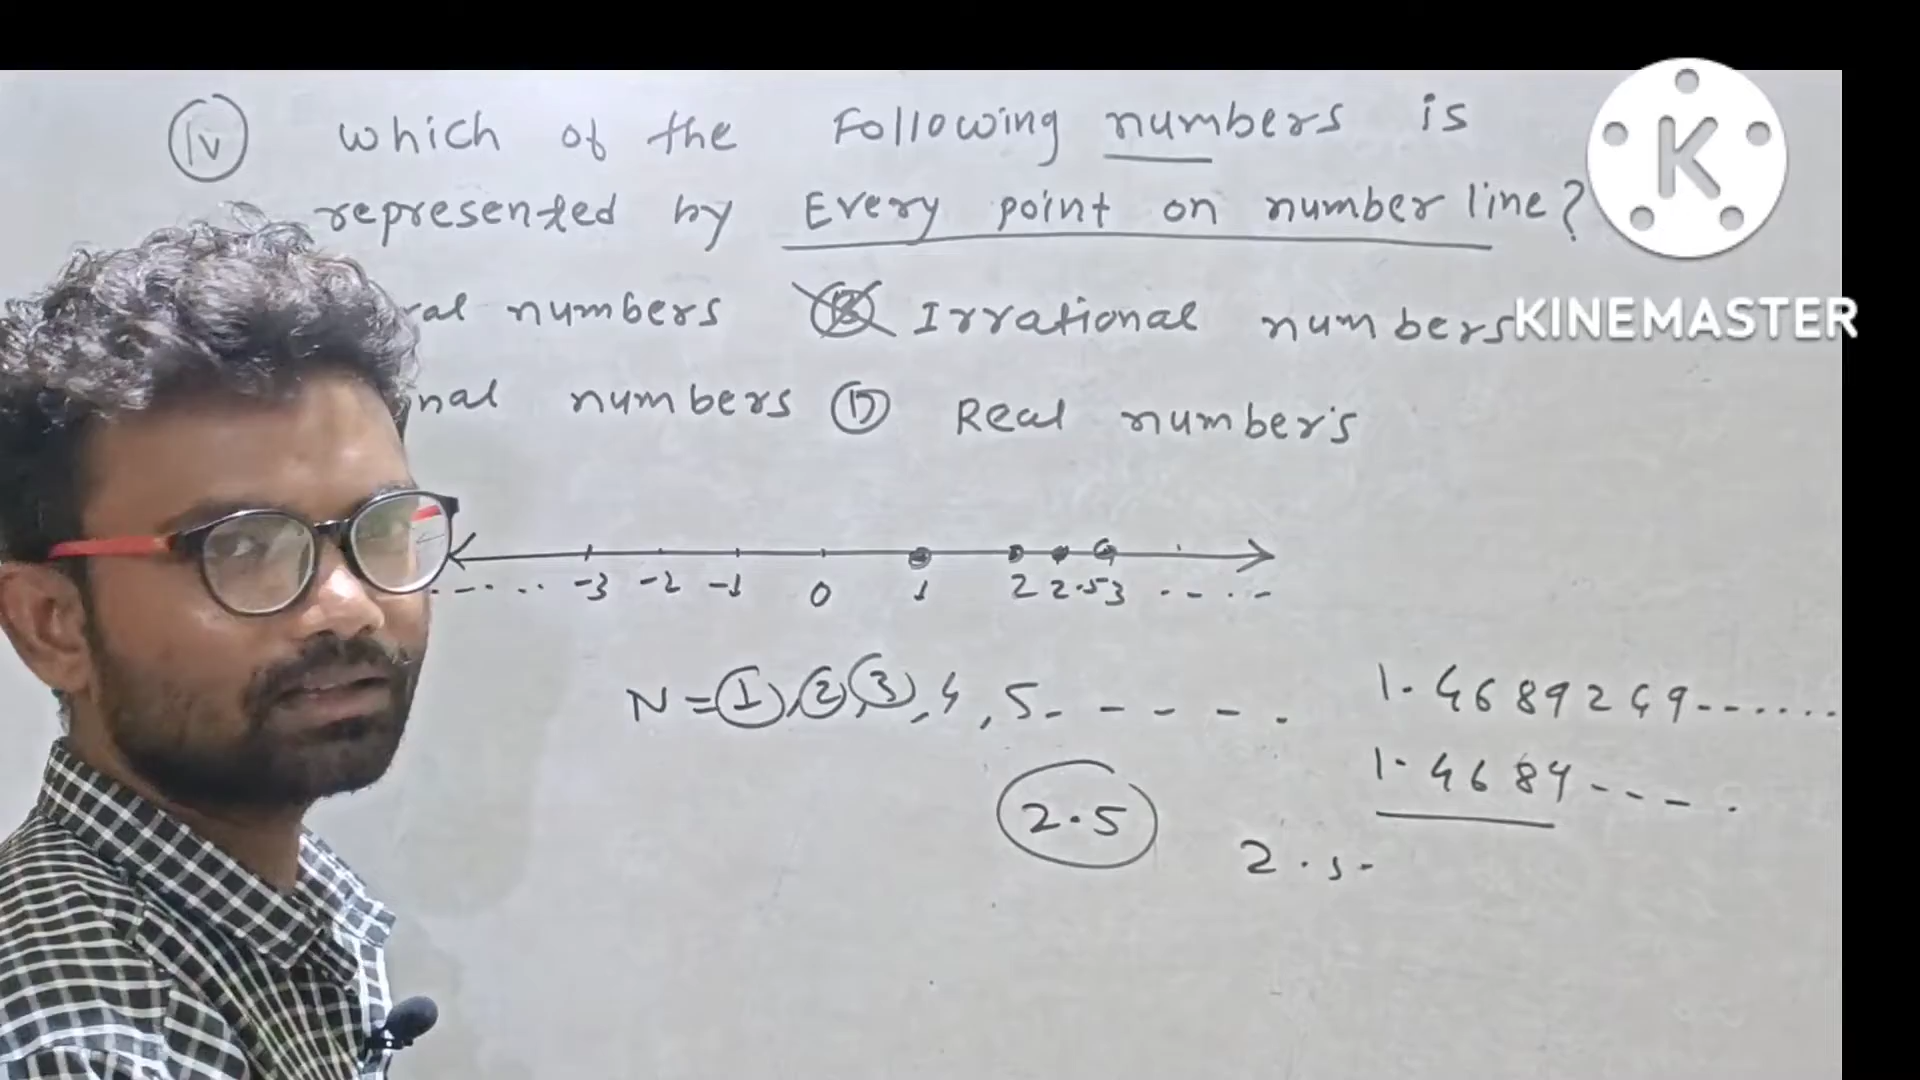 iv which of the Following numbers is
represented by Every point on number line?
numbers B Irrational numbers
numbers D Real numbers
-3 -2 -1 0 1 2 2.5 3
N = 1, 2, 3, 4, 5 - - - - .
1.4689249-......
1.4684---.
2.5
2.
K
KINEMASTER